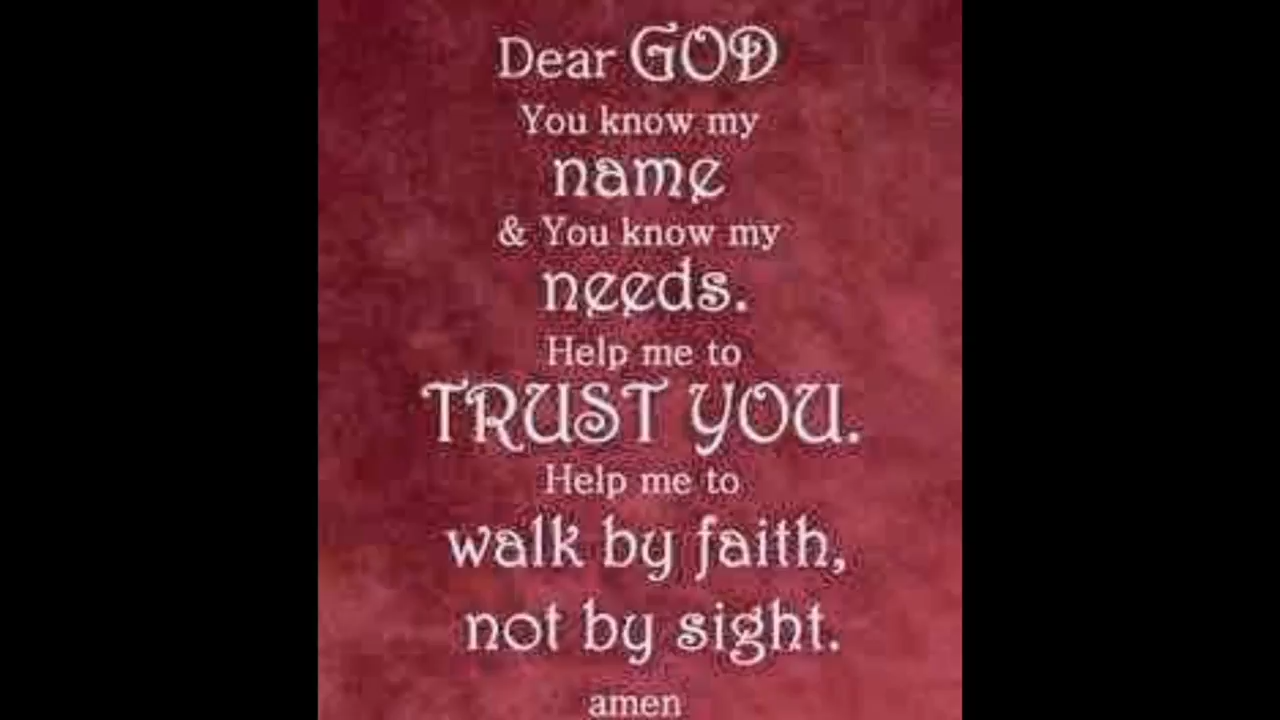 Dear GOD
You know my
name
& You know my
needs.
Help me to
TRUST YOU.
Help me to
walk by faith,
not by sight.
amen